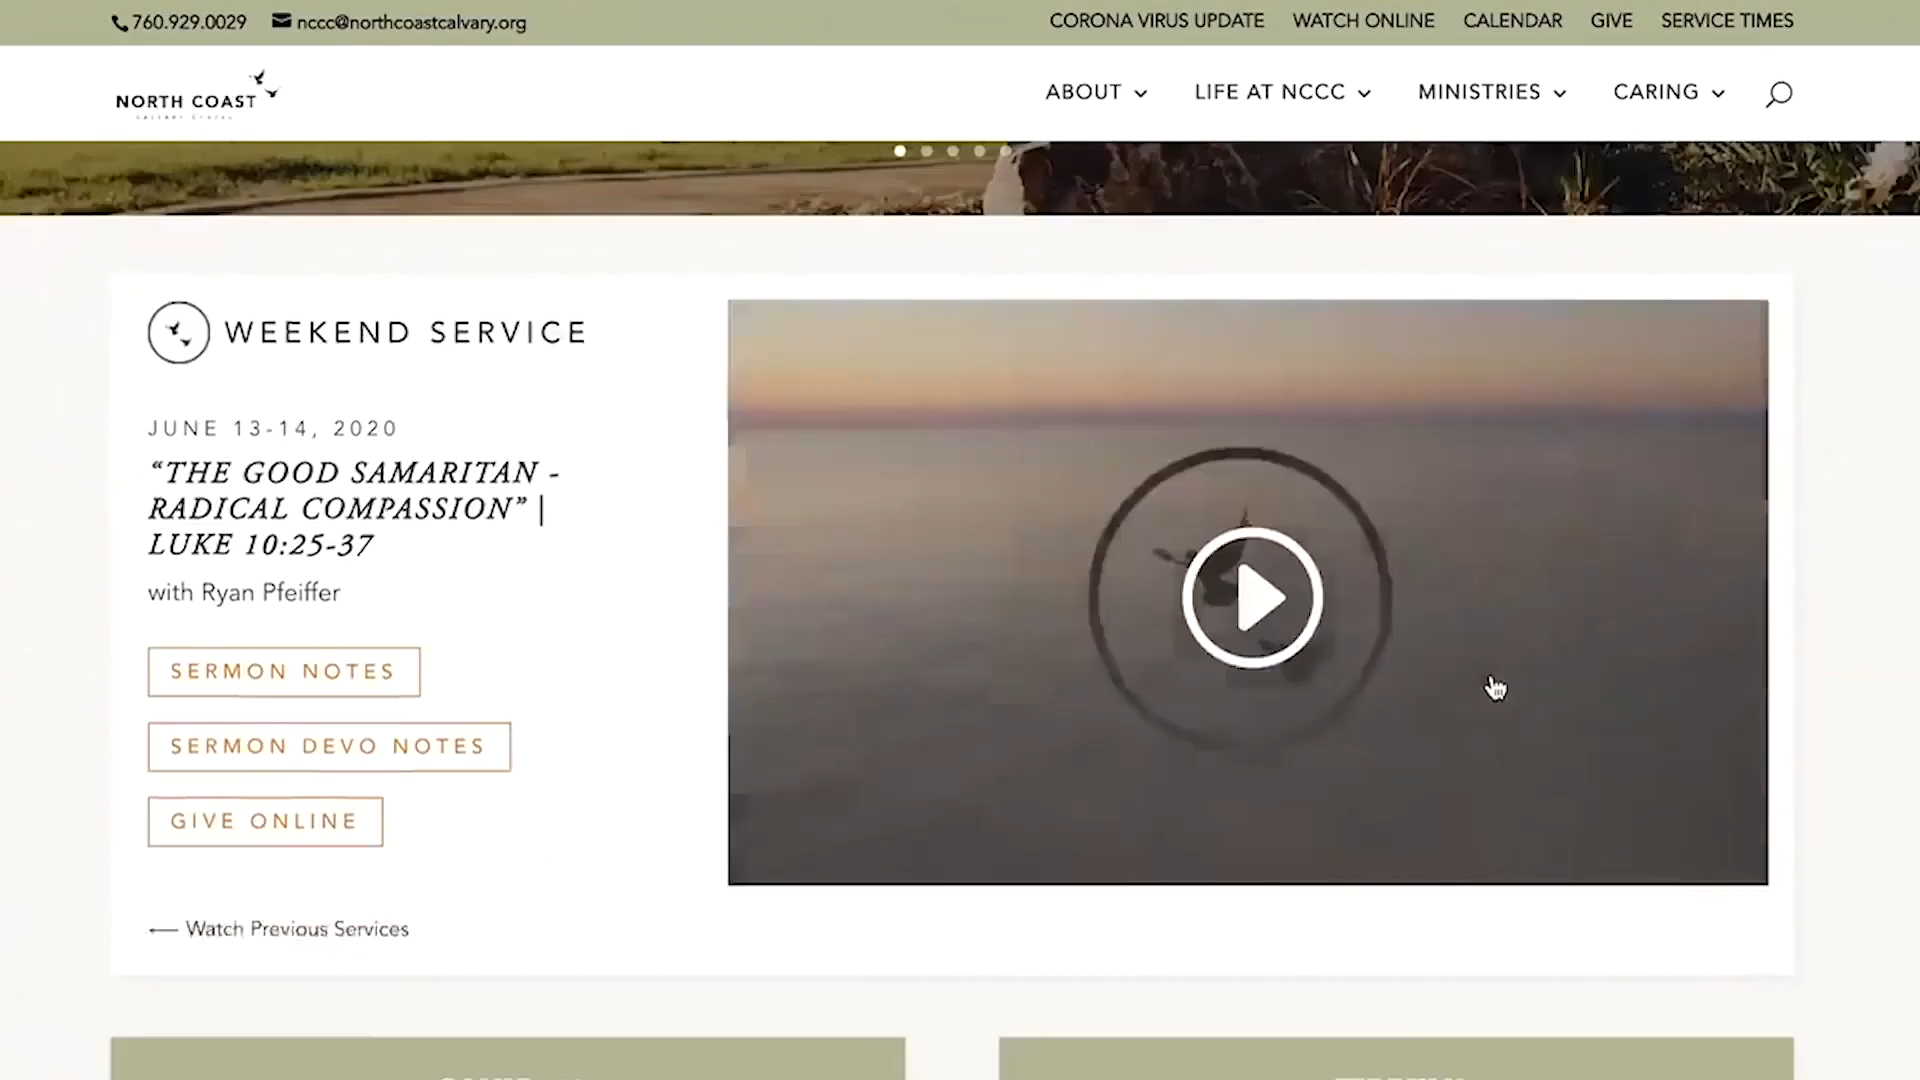 760.929.0029 nccc@northcoastcalvary.org CORONA VIRUS UPDATE WATCH ONLINE CALENDAR GIVE SERVICE TIMES
NORTH COAST
ABOUT LIFE AT NCCC MINISTRIES CARING
WEEKEND SERVICE
JUNE 13-14, 2020
“THE GOOD SAMARITAN -
RADICAL COMPASSION” |
LUKE 10:25-37
with Ryan Pfeiffer
SERMON NOTES
SERMON DEVO NOTES
GIVE ONLINE
Watch Previous Services